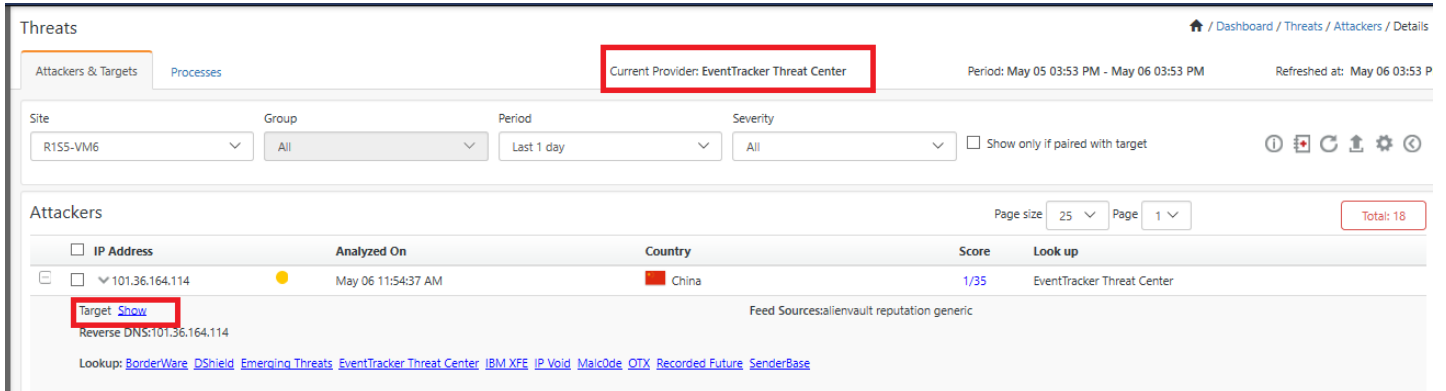 Threats
/ Dashboard / Threats / Attackers / Details
Attackers & Targets Processes Current Provider: EventTracker Threat Center Period: May 05 03:53 PM - May 06 03:53 PM Refreshed at: May 06 03:53 P
Site Group Period Severity
R1S5-VM6 All Last 1 day All Show only if paired with target
Attackers Page size 25 Page 1 Total: 18
IP Address Analyzed On Country Score Look up
101.36.164.114 May 06 11:54:37 AM China 1/35 EventTracker Threat Center
Target Show Feed Sources:alienvault reputation generic
Reverse DNS:101.36.164.114
Lookup: BorderWare DShield Emerging Threats EventTracker Threat Center IBM XFE IP Void Malc0de OTX Recorded Future SenderBase